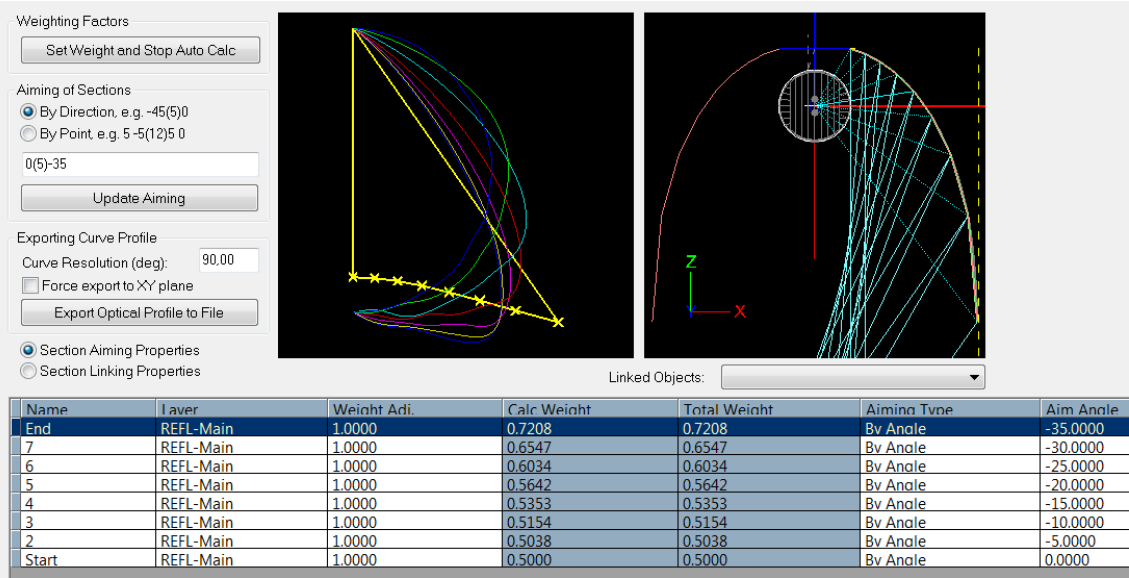 Weighting Factors
Set Weight and Stop Auto Calc
Aiming of Sections
By Direction, e.g. -45(5)0
By Point, e.g. 5 -5(12)5 0
0(5)-35
Update Aiming
Exporting Curve Profile
Curve Resolution (deg): 90,00
Force export to XY plane
Export Optical Profile to File
Section Aiming Properties
Section Linking Properties
Z
X
Linked Objects:
Name Layer Weight Adj. Calc Weight Total Weight Aiming Type Aim Angle
End REFL-Main 1.0000 0.7208 0.7208 By Angle -35.0000
7 REFL-Main 1.0000 0.6547 0.6547 By Angle -30.0000
6 REFL-Main 1.0000 0.6034 0.6034 By Angle -25.0000
5 REFL-Main 1.0000 0.5642 0.5642 By Angle -20.0000
4 REFL-Main 1.0000 0.5353 0.5353 By Angle -15.0000
3 REFL-Main 1.0000 0.5154 0.5154 By Angle -10.0000
2 REFL-Main 1.0000 0.5038 0.5038 By Angle -5.0000
Start REFL-Main 1.0000 0.5000 0.5000 By Angle 0.0000